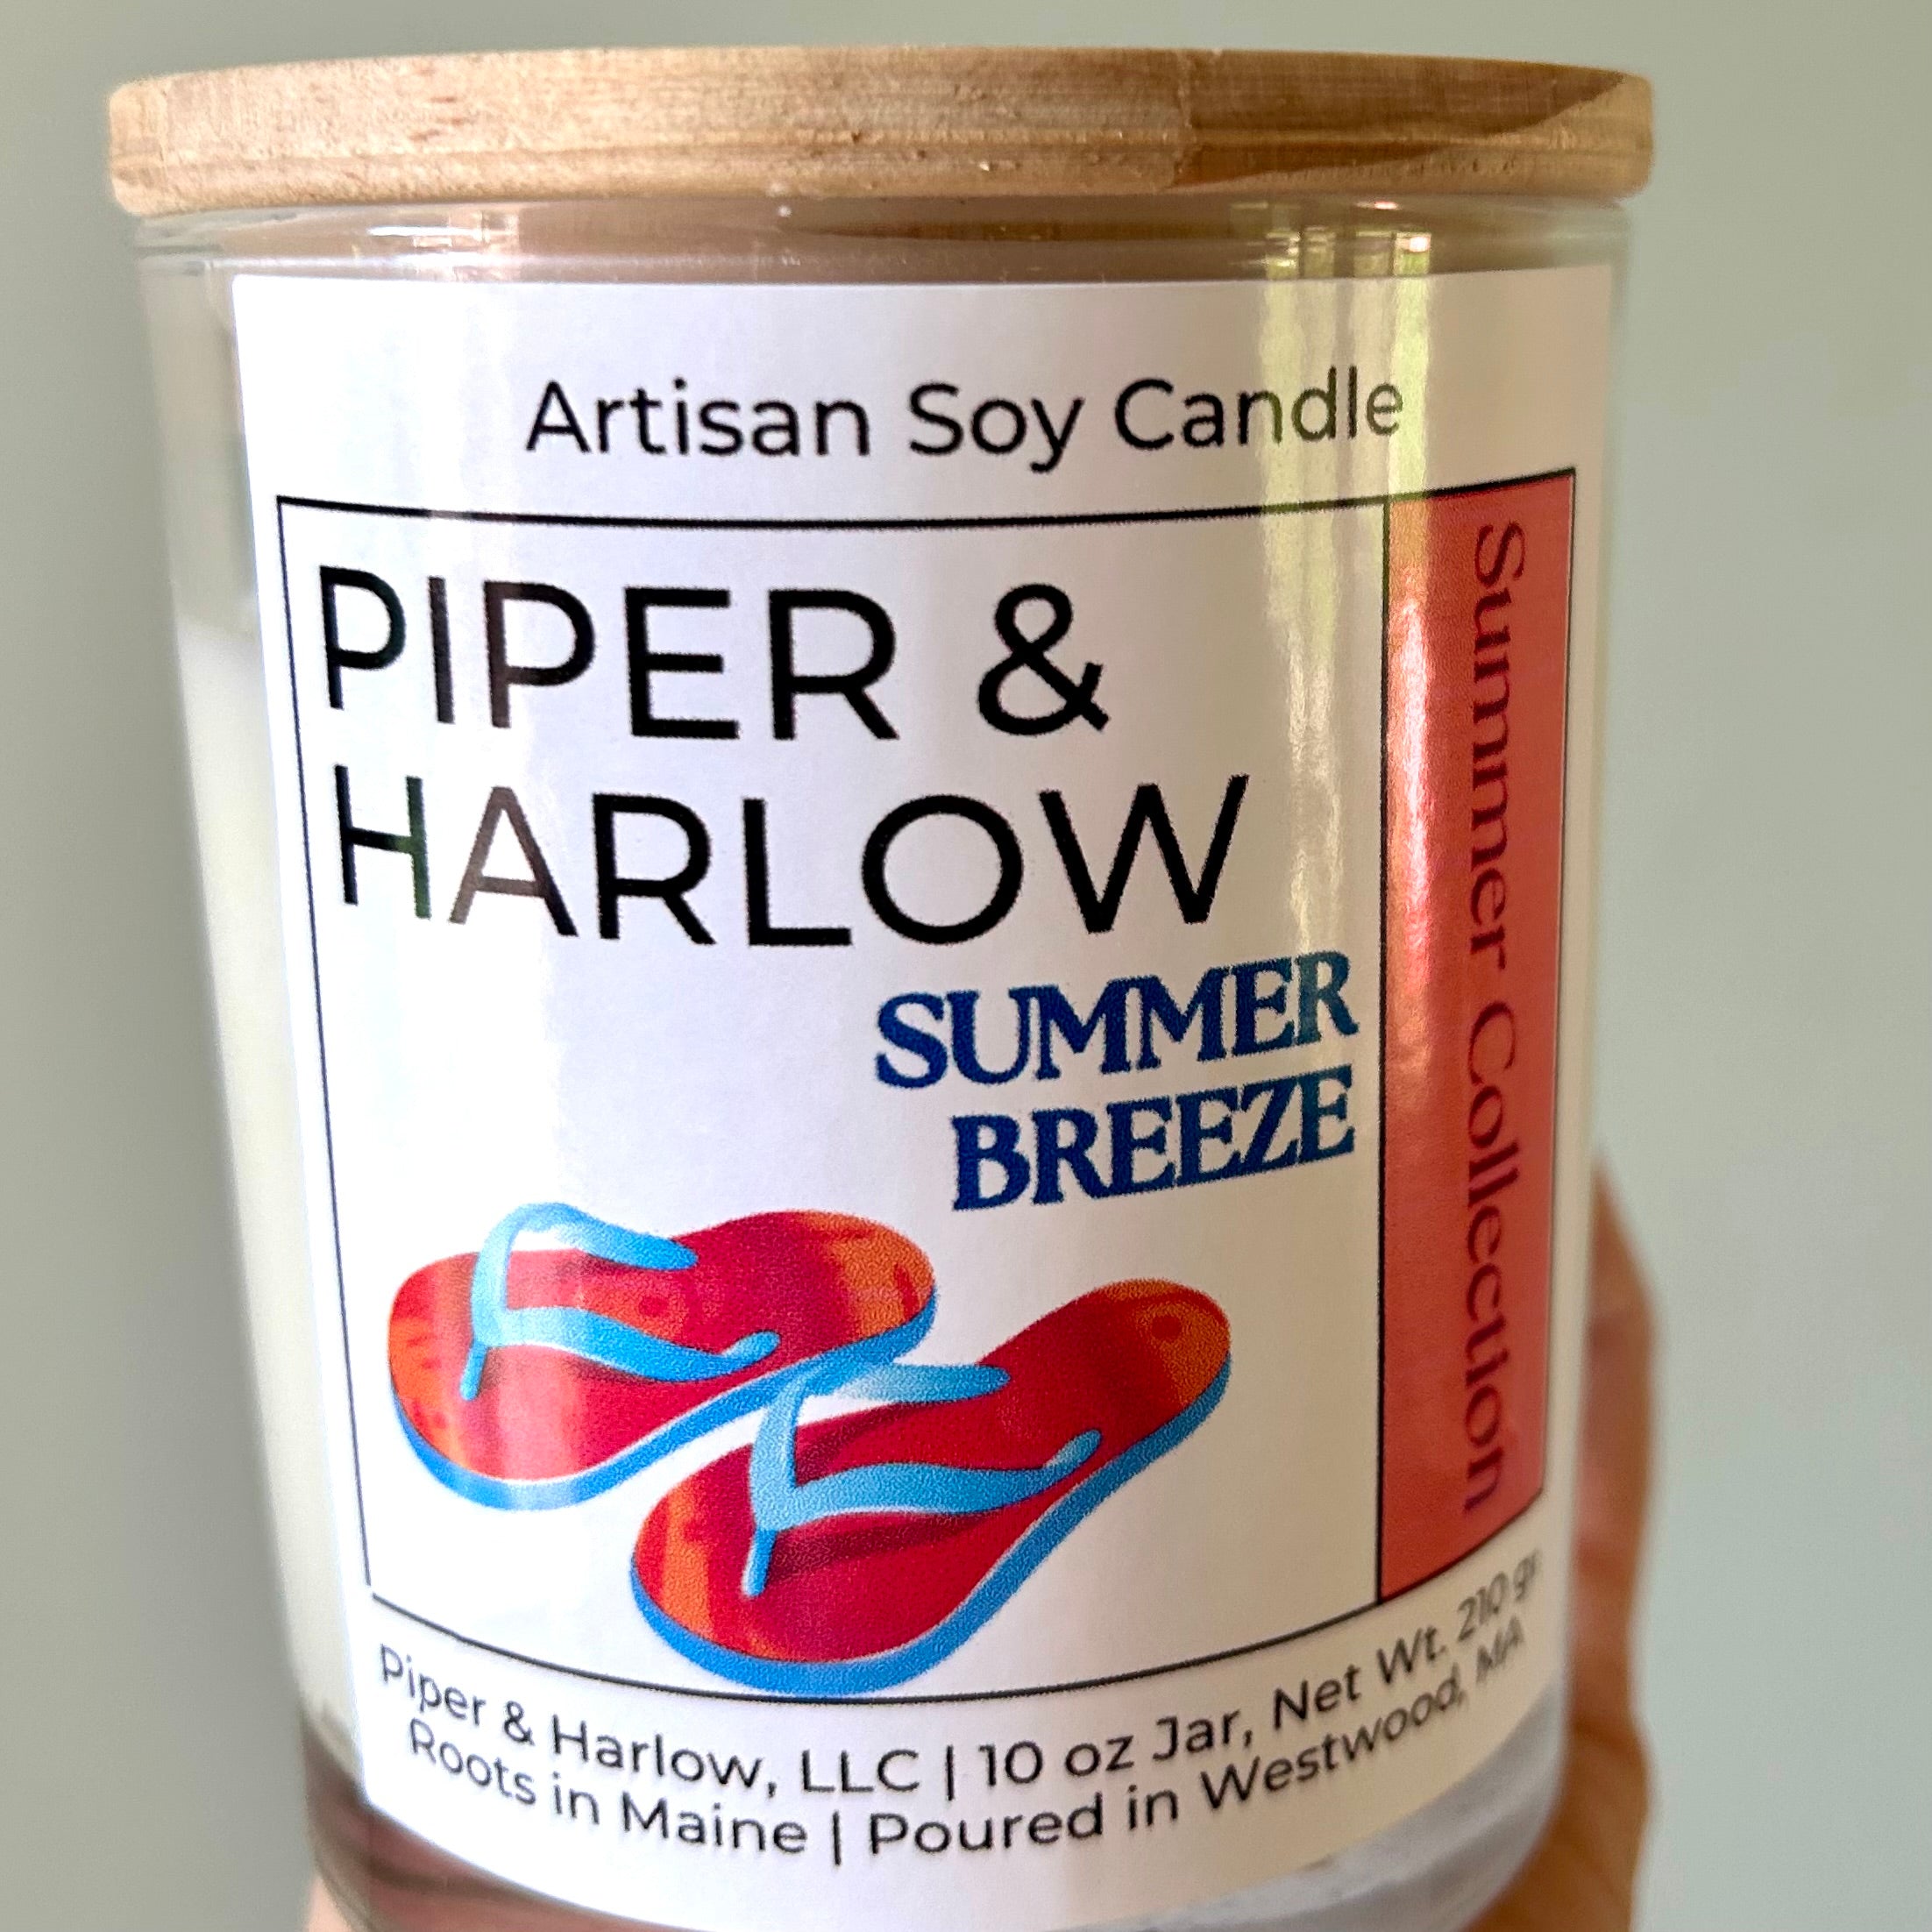 Artisan Soy Candle
PIPER &
HARLOW
SUMMER
BREEZE
Summer Collection
Piper & Harlow, LLC | 10 oz Jar, Net Wt. 210 gr.
Roots in Maine | Poured in Westwood, MA